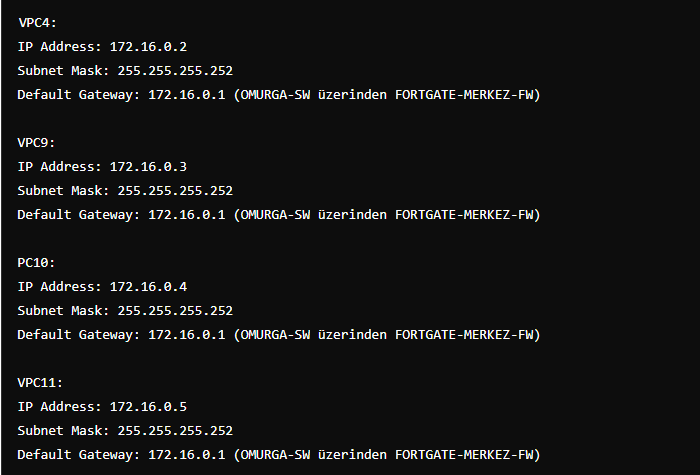 VPC4:
IP Address: 172.16.0.2
Subnet Mask: 255.255.255.252
Default Gateway: 172.16.0.1 (OMURGA-SW üzerinden FORTGATE-MERKEZ-FW)
VPC9:
IP Address: 172.16.0.3
Subnet Mask: 255.255.255.252
Default Gateway: 172.16.0.1 (OMURGA-SW üzerinden FORTGATE-MERKEZ-FW)
PC10:
IP Address: 172.16.0.4
Subnet Mask: 255.255.255.252
Default Gateway: 172.16.0.1 (OMURGA-SW üzerinden FORTGATE-MERKEZ-FW)
VPC11:
IP Address: 172.16.0.5
Subnet Mask: 255.255.255.252
Default Gateway: 172.16.0.1 (OMURGA-SW üzerinden FORTGATE-MERKEZ-FW)